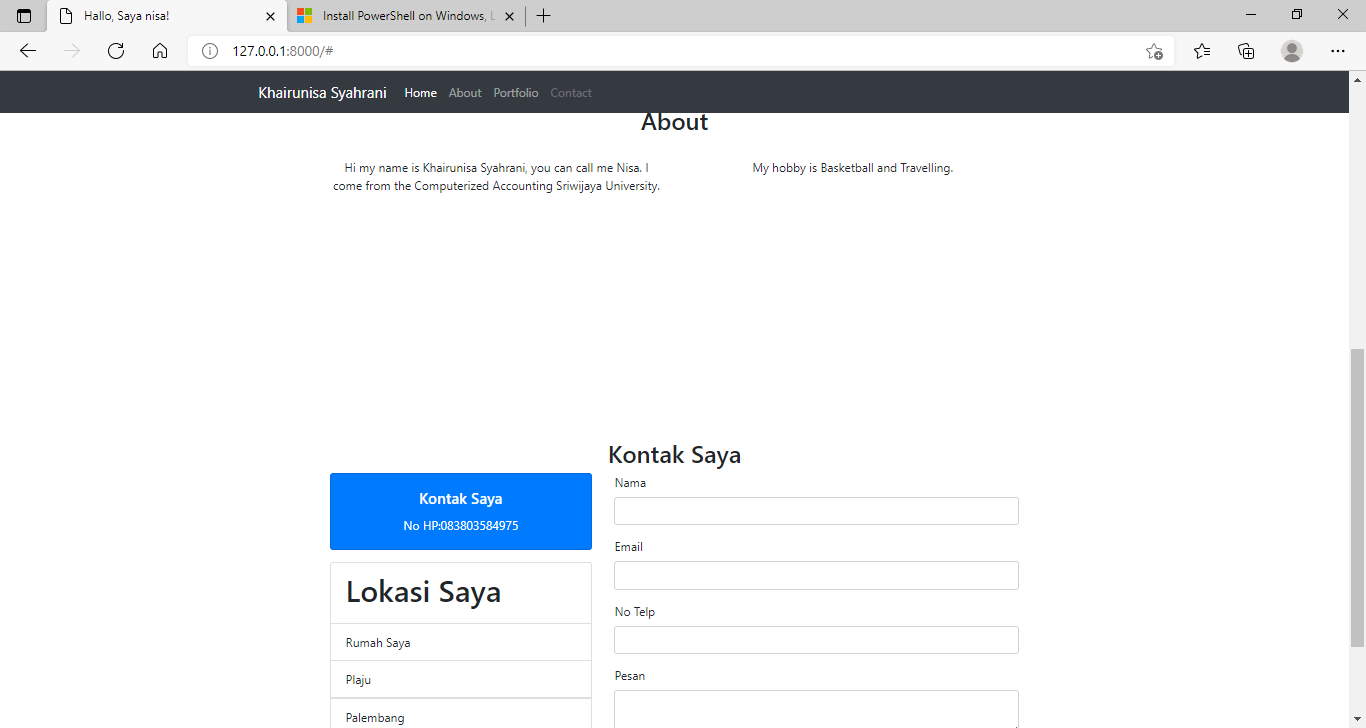 Hallo, Saya nisa!
Install PowerShell on Windows, L
127.0.0.1:8000/#
Khairunisa Syahrani Home About Portfolio Contact
About
Hi my name is Khairunisa Syahrani, you can call me Nisa. I
come from the Computerized Accounting Sriwijaya University.
My hobby is Basketball and Travelling.
Kontak Saya
Kontak Saya
No HP:083803584975
Lokasi Saya
Rumah Saya
Plaju
Palembang
Nama
Email
No Telp
Pesan